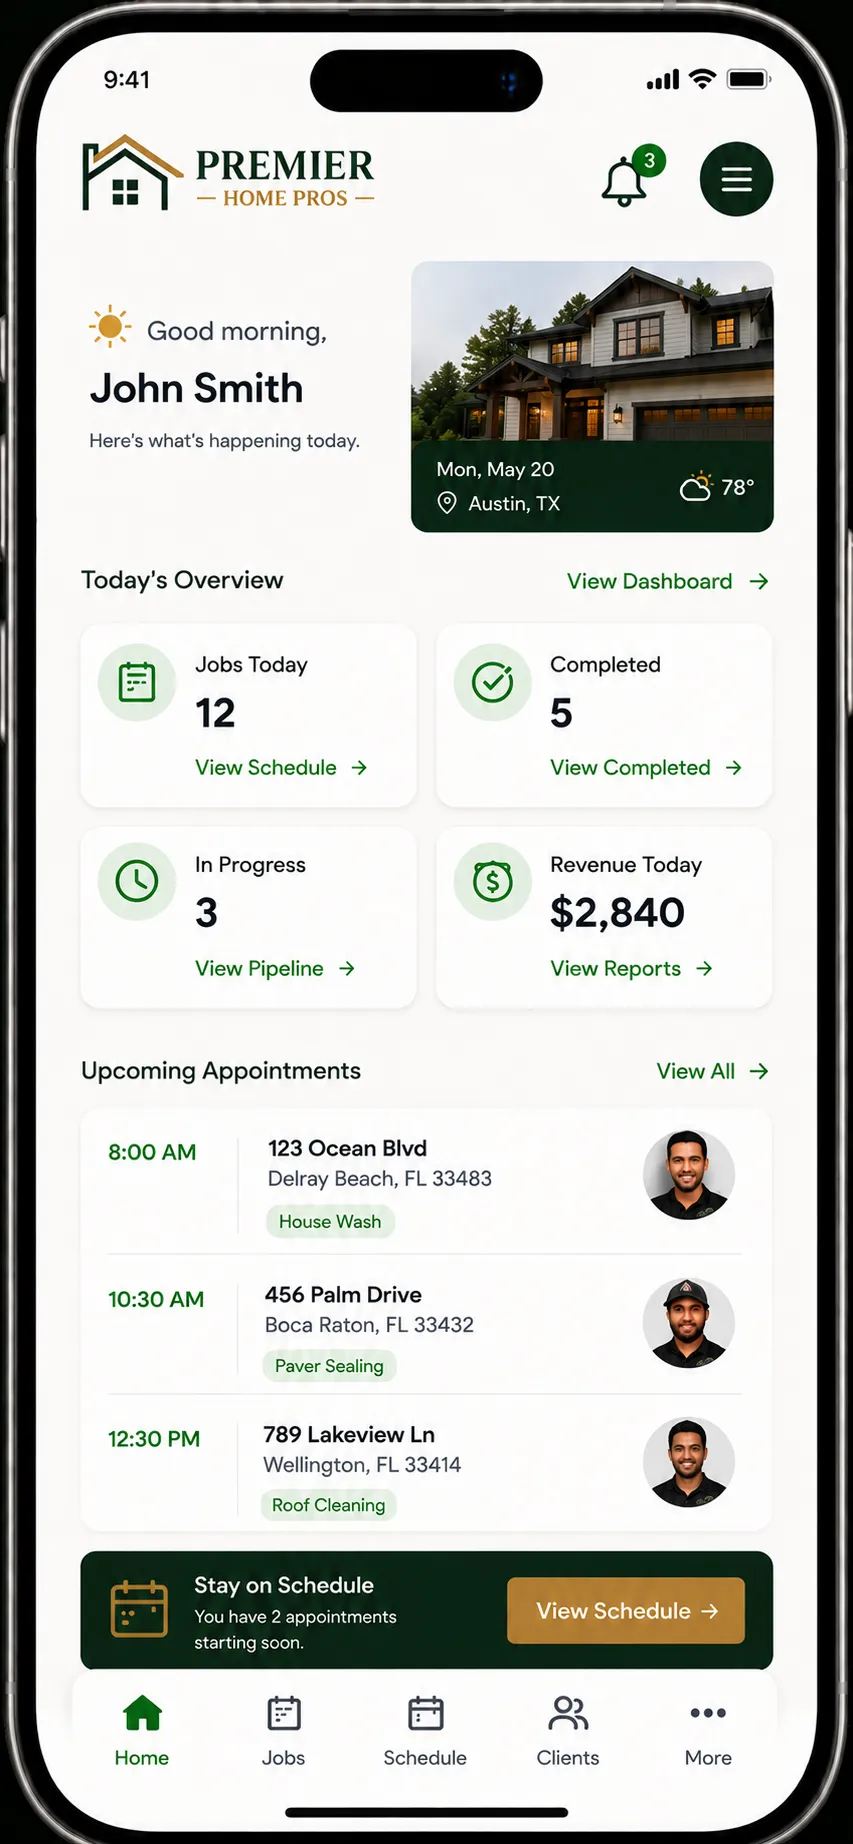 9:41
PREMIER
HOME PROS
3
Good morning,
John Smith
Here's what's happening today.
Mon, May 20
Austin, TX
78°
Today's Overview
View Dashboard →
Jobs Today
12
View Schedule →
Completed
5
View Completed →
In Progress
3
View Pipeline →
$
Revenue Today
$2,840
View Reports →
Upcoming Appointments
View All →
8:00 AM
123 Ocean Blvd
Delray Beach, FL 33483
House Wash
10:30 AM
456 Palm Drive
Boca Raton, FL 33432
Paver Sealing
12:30 PM
789 Lakeview Ln
Wellington, FL 33414
Roof Cleaning
Stay on Schedule
You have 2 appointments
starting soon.
View Schedule →
Home
Jobs
Schedule
Clients
More